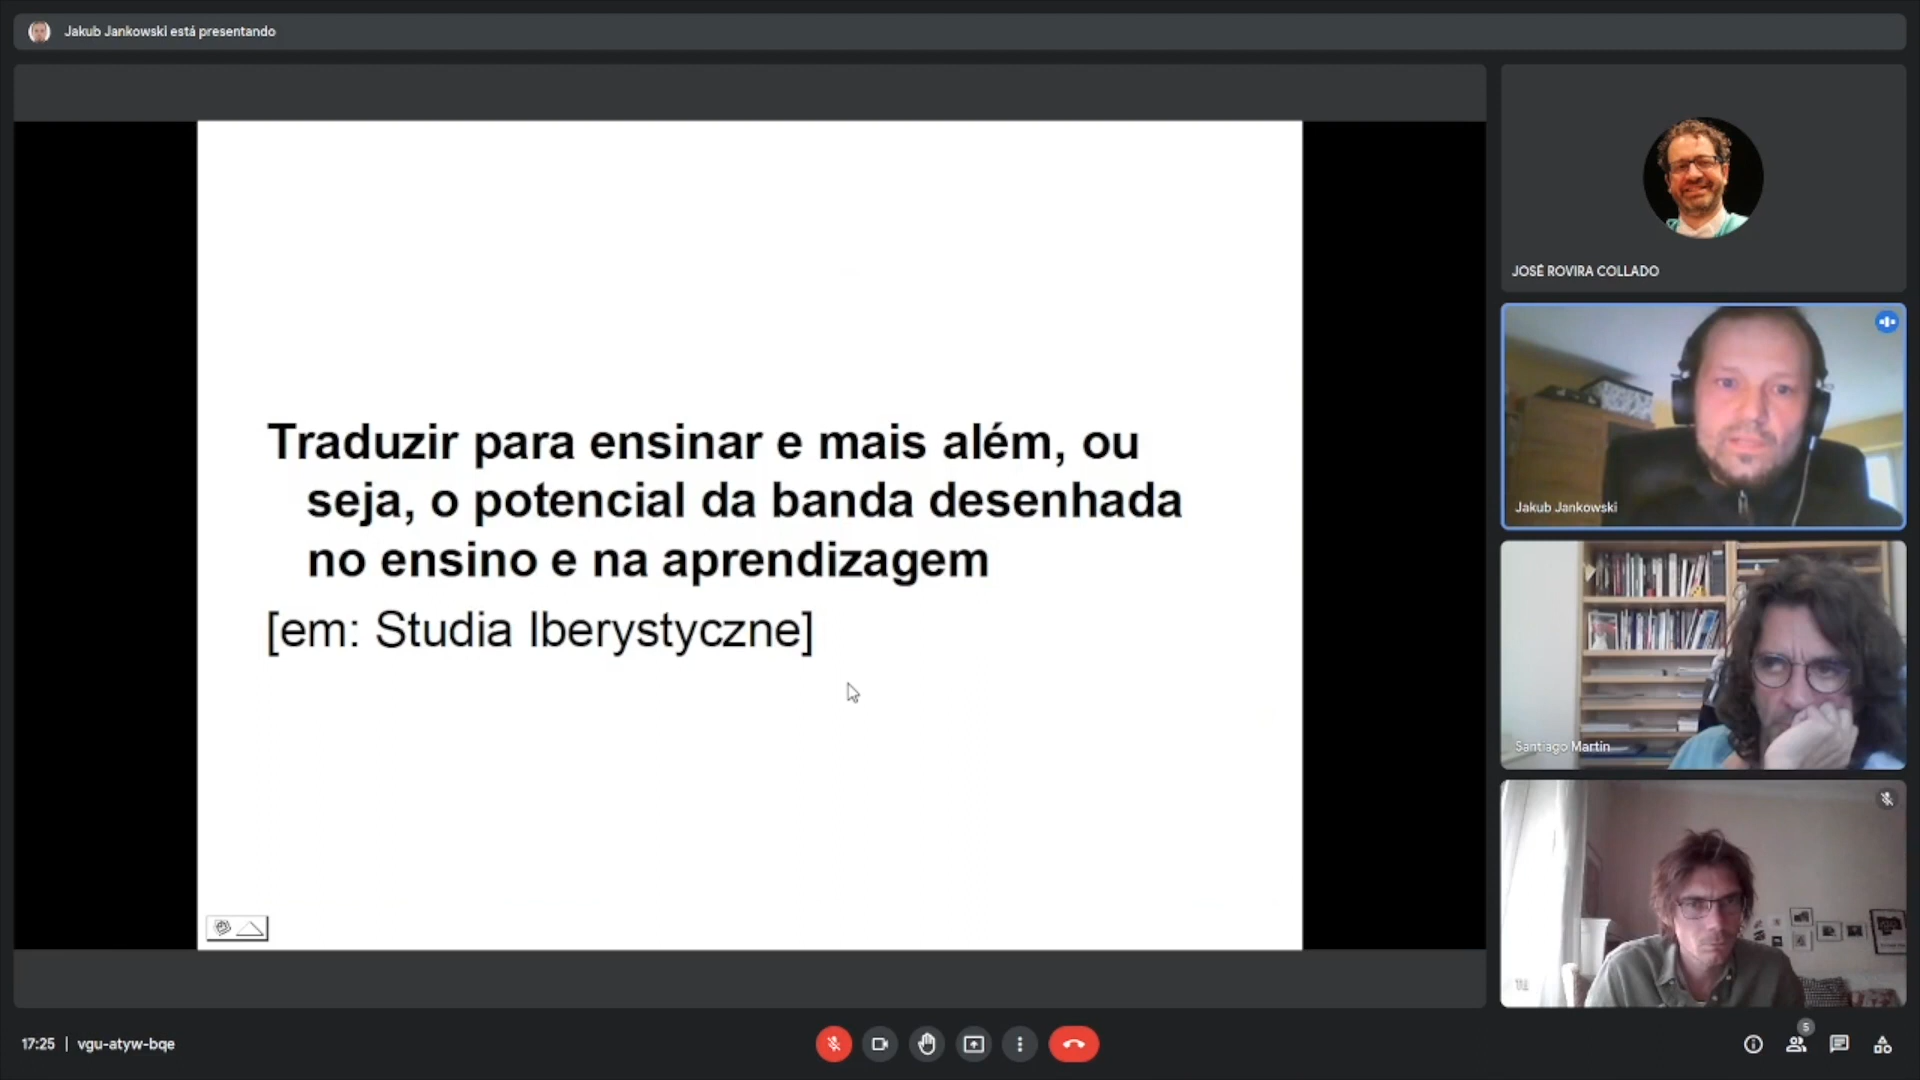 Jakub Jankowski está presentando
Traduzir para ensinar e mais além, ou
seja, o potencial da banda desenhada
no ensino e na aprendizagem
[em: Studia Iberystyczne]
JOSÉ ROVIRA COLLADO
Jakub Jankowski
Santiago Martin
Tú
17:25 | vgu-atyw-bqe
5